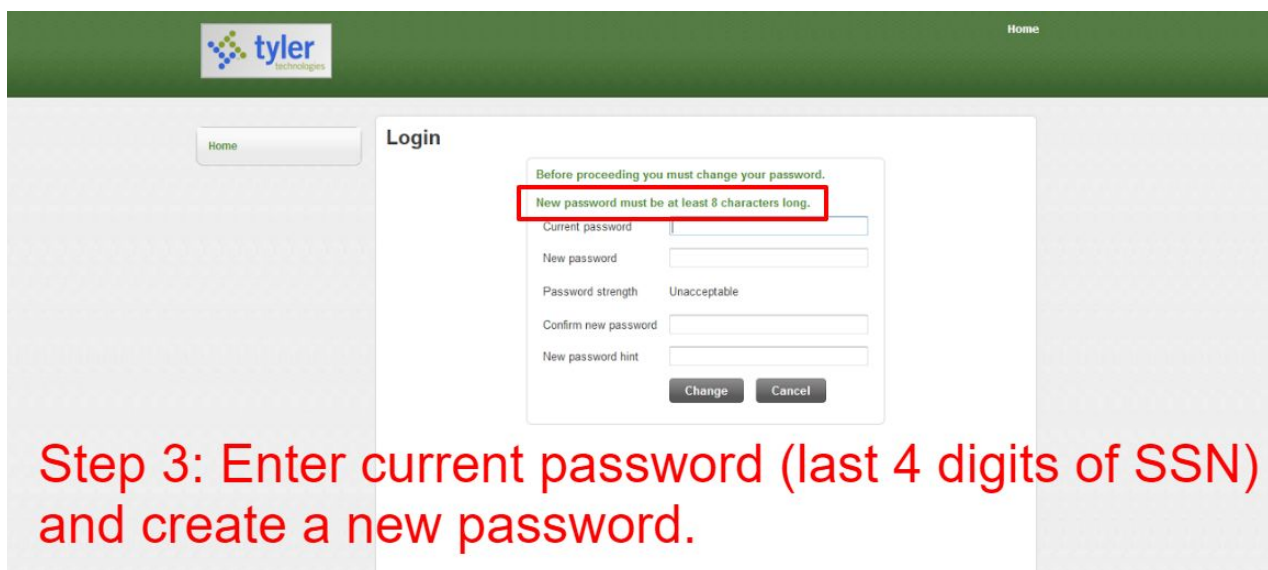 tyler
technologies
Home
Home
Login
Before proceeding you must change your password.
New password must be at least 8 characters long.
Current password
New password
Password strength Unacceptable
Confirm new password
New password hint
Change Cancel
Step 3: Enter current password (last 4 digits of SSN)
and create a new password.